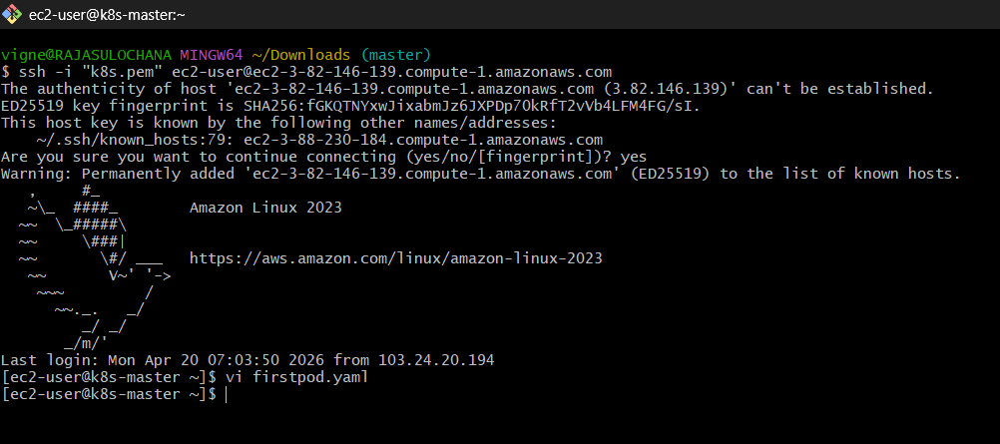 ec2-user@k8s-master:~
vigne@RAJASULOCHANA MINGW64 ~/Downloads (master)
$ ssh -i "k8s.pem" ec2-user@ec2-3-82-146-139.compute-1.amazonaws.com
The authenticity of host 'ec2-3-82-146-139.compute-1.amazonaws.com (3.82.146.139)' can't be established.
ED25519 key fingerprint is SHA256:fGKQTNYxwJixabmJz6JXPDp7OkRfT2vVb4LFM4FG/sI.
This host key is known by the following other names/addresses:
    ~/.ssh/known_hosts:79: ec2-3-88-230-184.compute-1.amazonaws.com
Are you sure you want to continue connecting (yes/no/[fingerprint])? yes
Warning: Permanently added 'ec2-3-82-146-139.compute-1.amazonaws.com' (ED25519) to the list of known hosts.
   ,     #_
   ~\_  ####_        Amazon Linux 2023
  ~~  \_#####\
  ~~     \###|
  ~~       \#/ ___   https://aws.amazon.com/linux/amazon-linux-2023
   ~~       V~' '->
    ~~~         /
      ~~._.   _/
         _/ _/
       _/m/'
Last login: Mon Apr 20 07:03:50 2026 from 103.24.20.194
[ec2-user@k8s-master ~]$ vi firstpod.yaml
[ec2-user@k8s-master ~]$